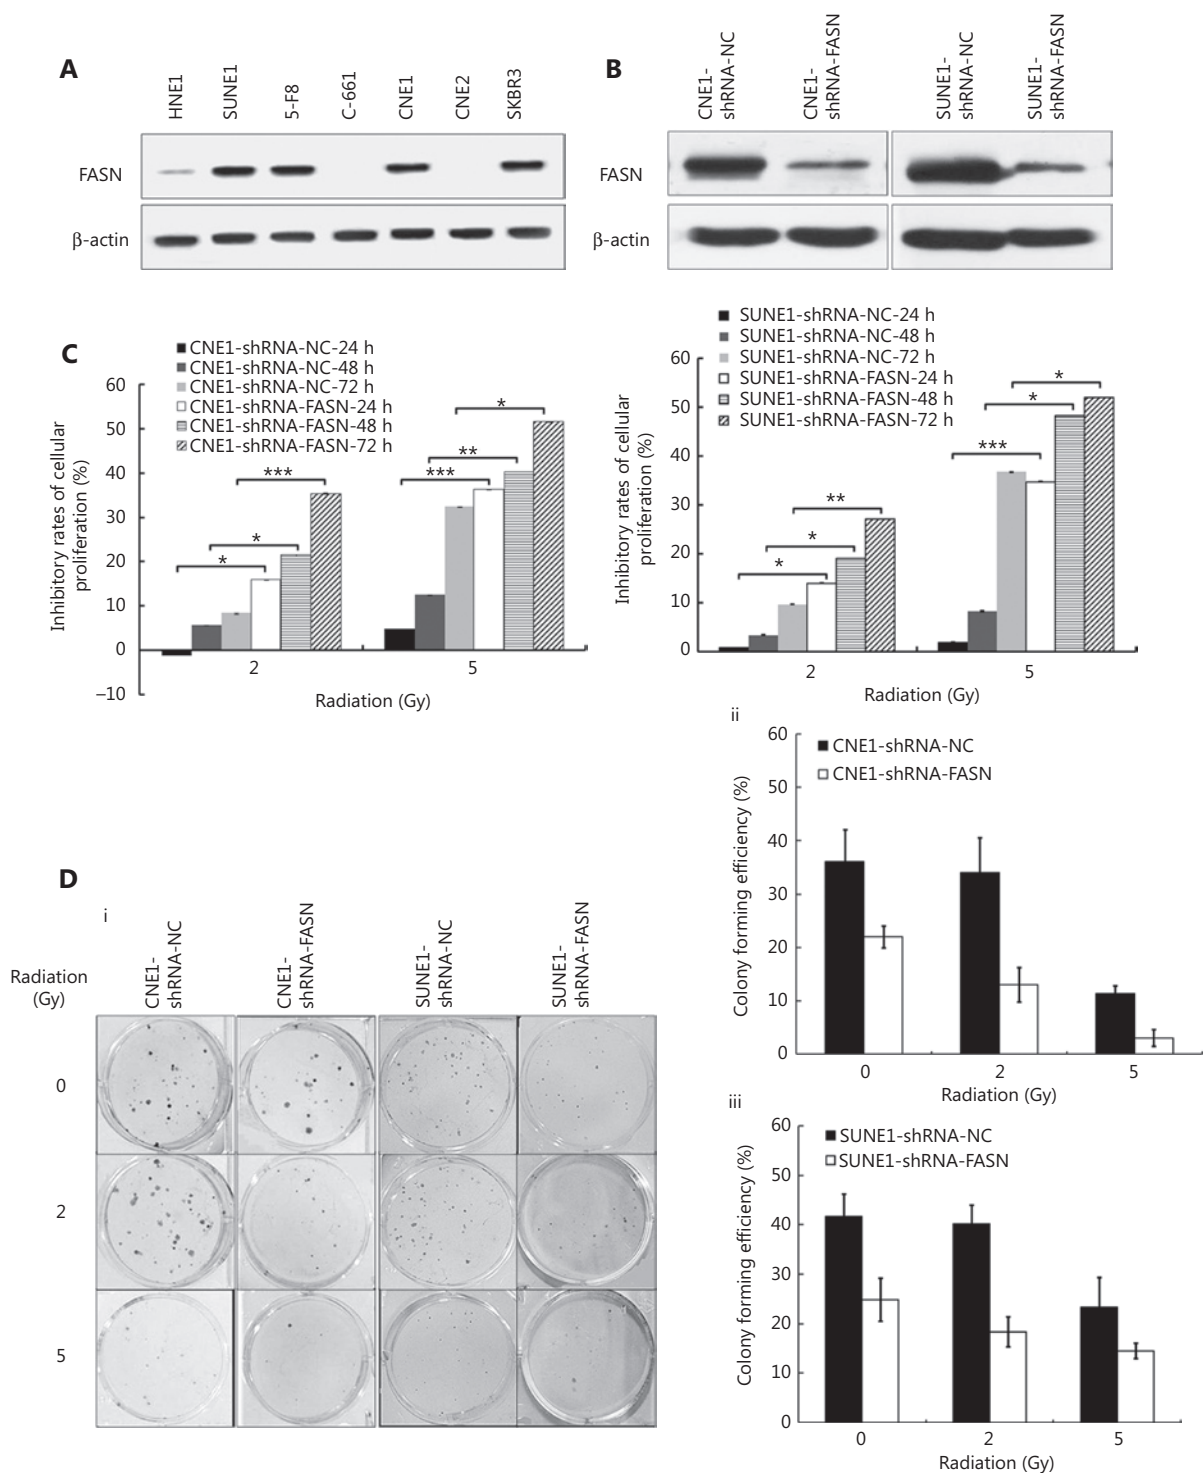 A
HNE1
SUNE1
5-F8
C-661
CNE1
CNE2
SKBR3
FASN
β-actin
B
CNE1-
shRNA-NC
CNE1-
shRNA-FASN
SUNE1-
shRNA-NC
SUNE1-
shRNA-FASN
FASN
β-actin
C
CNE1-shRNA-NC-24 h
CNE1-shRNA-NC-48 h
CNE1-shRNA-NC-72 h
CNE1-shRNA-FASN-24 h
CNE1-shRNA-FASN-48 h
CNE1-shRNA-FASN-72 h
Inhibitory rates of cellular
proliferation (%)
60
50
40
30
20
10
0
–10
*
*
***
***
**
*
2
5
Radiation (Gy)
SUNE1-shRNA-NC-24 h
SUNE1-shRNA-NC-48 h
SUNE1-shRNA-NC-72 h
SUNE1-shRNA-FASN-24 h
SUNE1-shRNA-FASN-48 h
SUNE1-shRNA-FASN-72 h
Inhibitory rates of cellular
proliferation (%)
60
50
40
30
20
10
0
*
*
**
***
*
*
2
5
Radiation (Gy)
D
i
Radiation
(Gy)
CNE1-
shRNA-NC
CNE1-
shRNA-FASN
SUNE1-
shRNA-NC
SUNE1-
shRNA-FASN
0
2
5
ii
CNE1-shRNA-NC
CNE1-shRNA-FASN
Colony forming efficiency (%)
60
50
40
30
20
10
0
0
2
5
Radiation (Gy)
iii
SUNE1-shRNA-NC
SUNE1-shRNA-FASN
Colony forming efficiency (%)
60
50
40
30
20
10
0
0
2
5
Radiation (Gy)